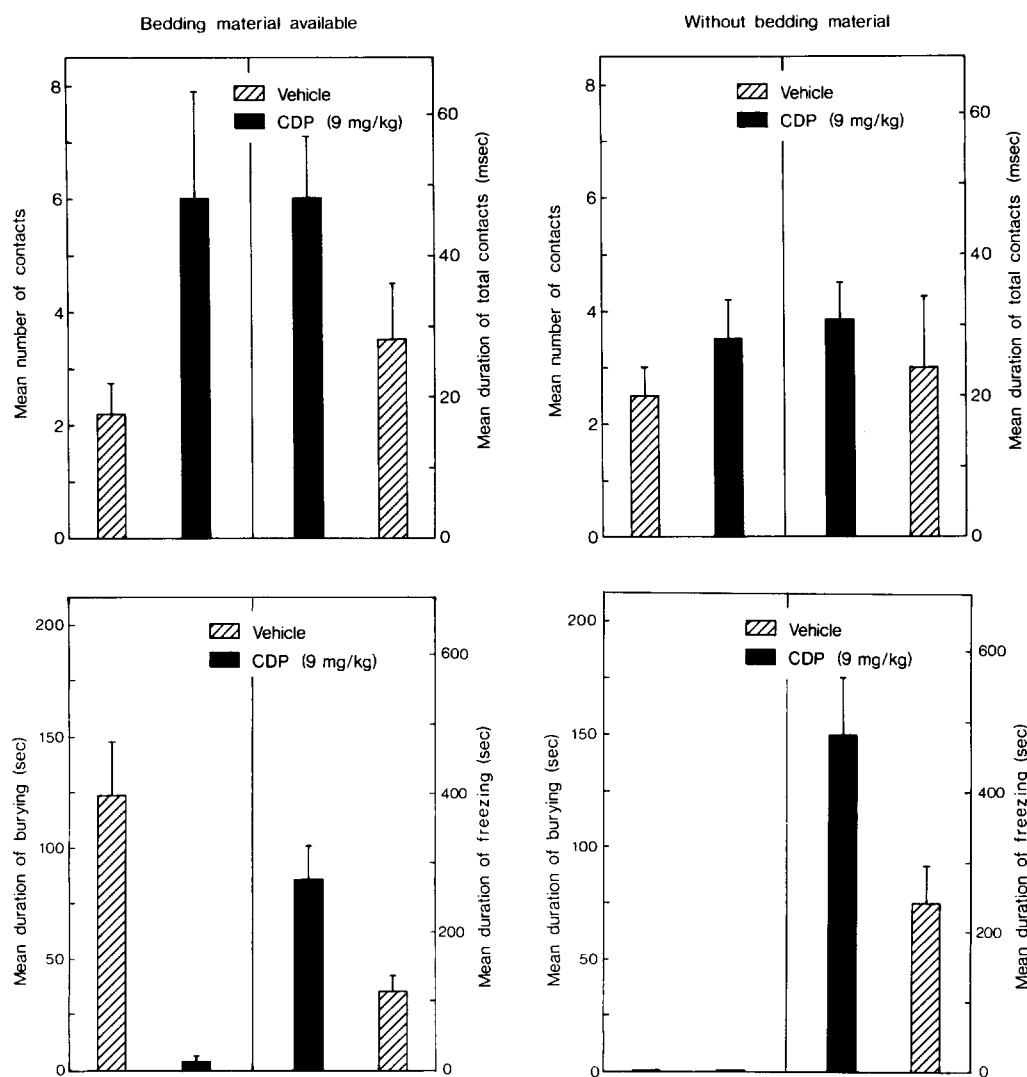 Bedding material available
Without bedding material
Mean number of contacts
8
6
4
2
0
Vehicle
CDP (9 mg/kg)
60
40
20
0
Mean duration of total contacts (msec)
Mean number of contacts
8
6
4
2
0
Vehicle
CDP (9 mg/kg)
60
40
20
0
Mean duration of total contacts (msec)
Mean duration of burying (sec)
200
150
100
50
0
Vehicle
CDP (9 mg/kg)
600
400
200
0
Mean duration of freezing (sec)
Mean duration of burying (sec)
200
150
100
50
0
Vehicle
CDP (9 mg/kg)
600
400
200
0
Mean duration of freezing (sec)